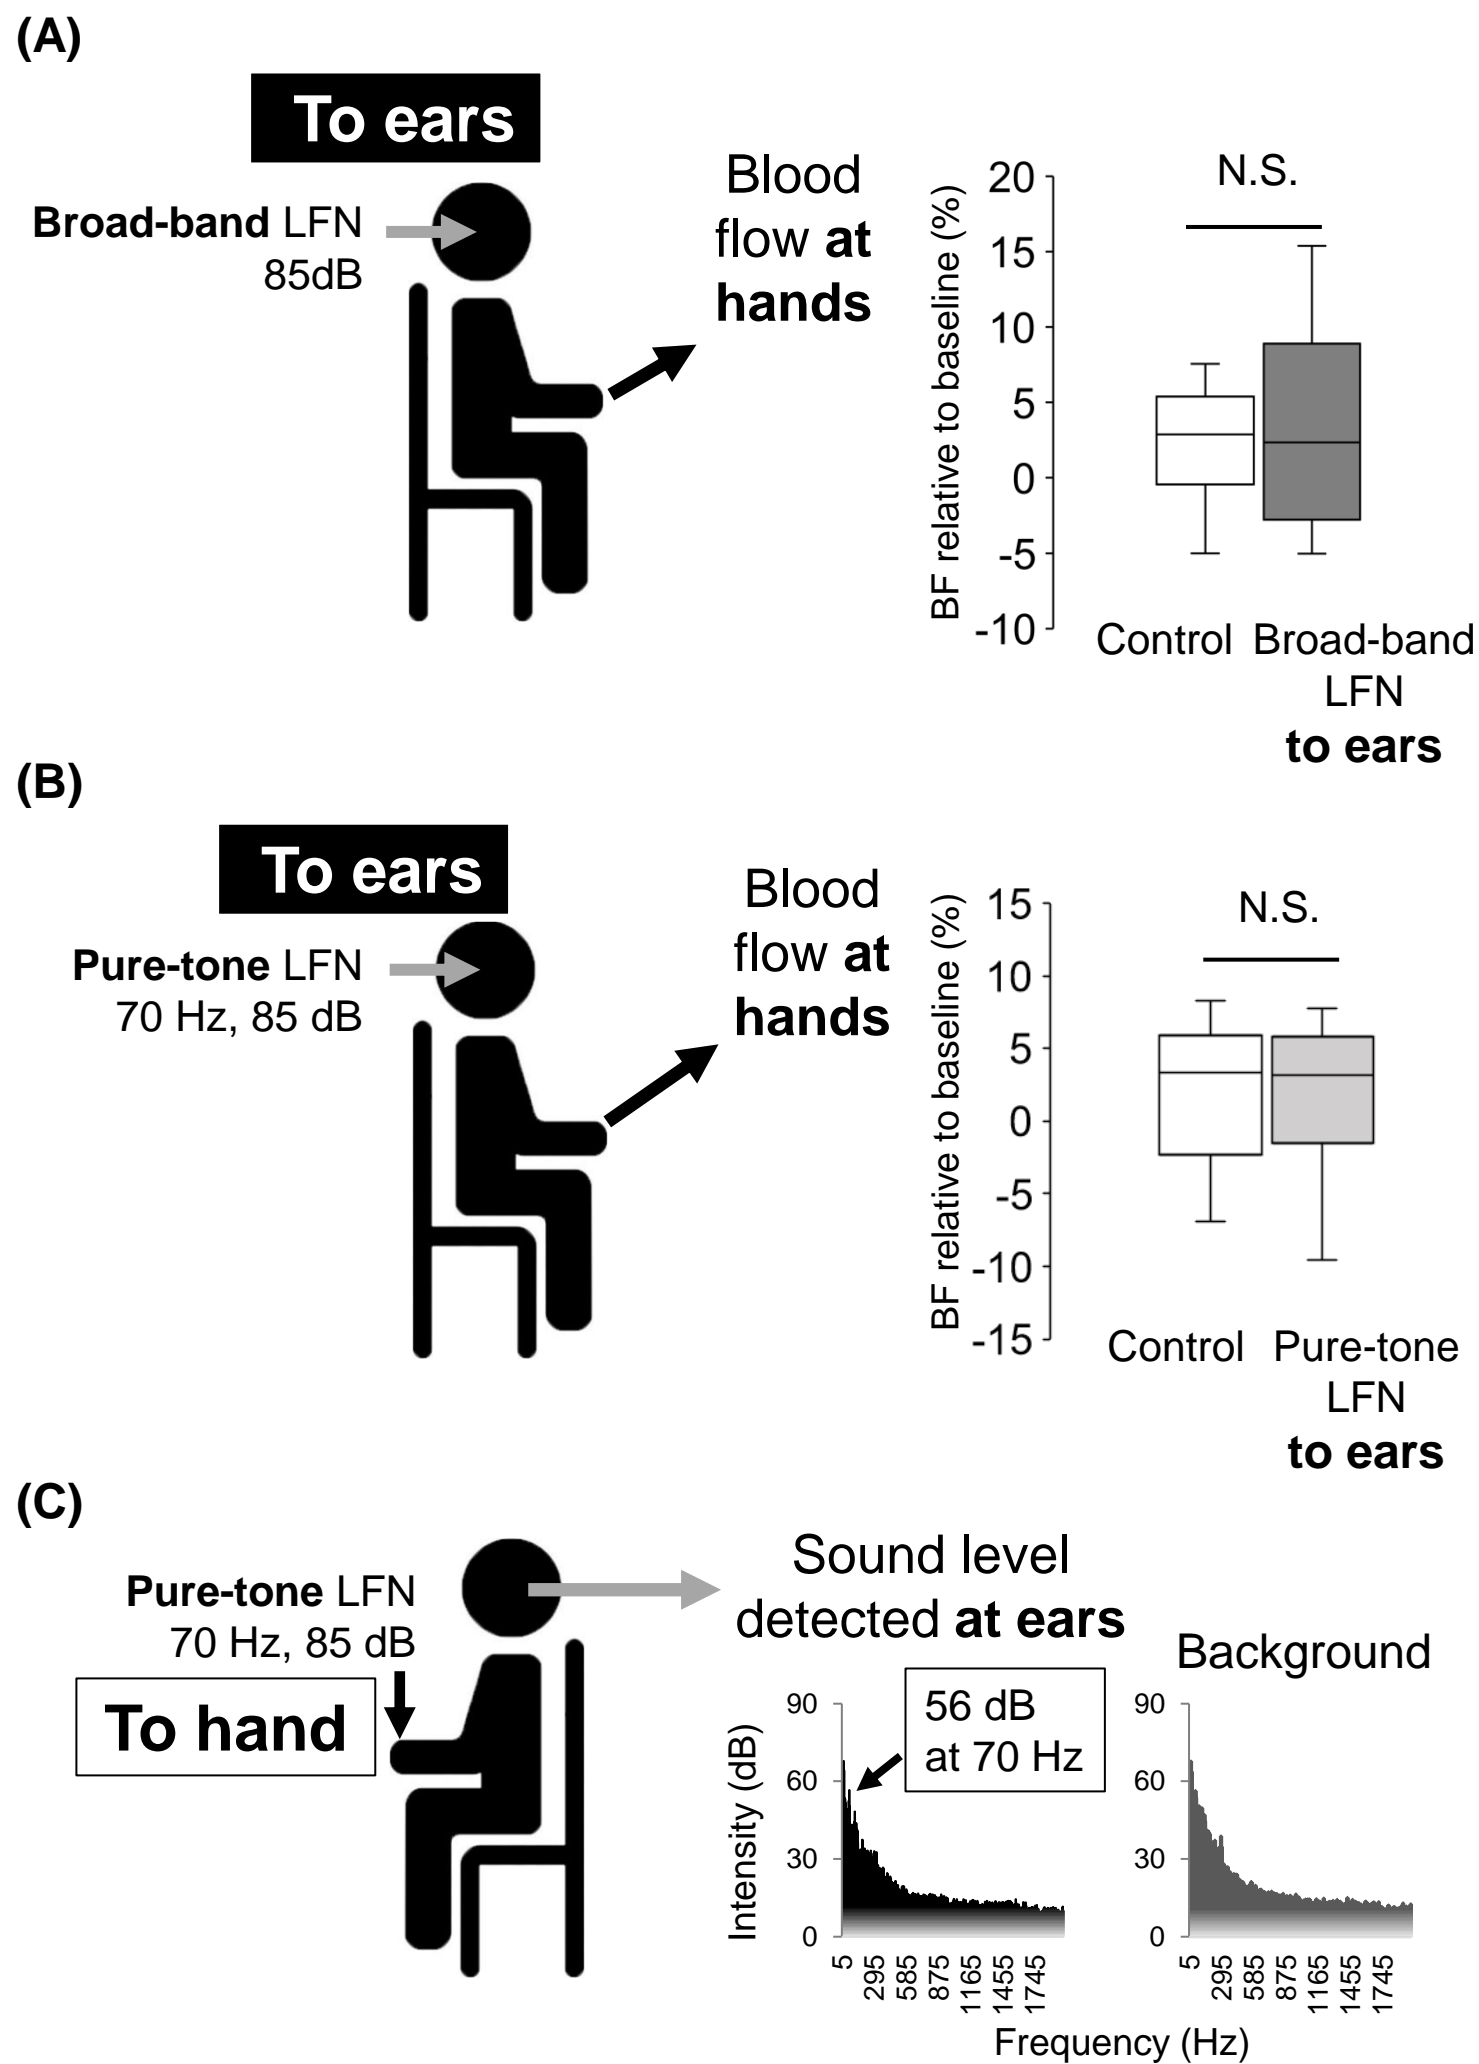 (A)
To ears
Broad-band LFN
85dB
Blood
flow at
hands
BF relative to baseline (%)
20
15
10
5
0
-5
-10
N.S.
Control
Broad-band
LFN
to ears
(B)
To ears
Pure-tone LFN
70 Hz, 85 dB
Blood
flow at
hands
BF relative to baseline (%)
15
10
5
0
-5
-10
-15
N.S.
Control
Pure-tone
LFN
to ears
(C)
Pure-tone LFN
70 Hz, 85 dB
To hand
Sound level
detected at ears
Background
56 dB
at 70 Hz
Intensity (dB)
90
60
30
0
5
295
585
875
1165
1455
1745
90
60
30
0
5
295
585
875
1165
1455
1745
Frequency (Hz)